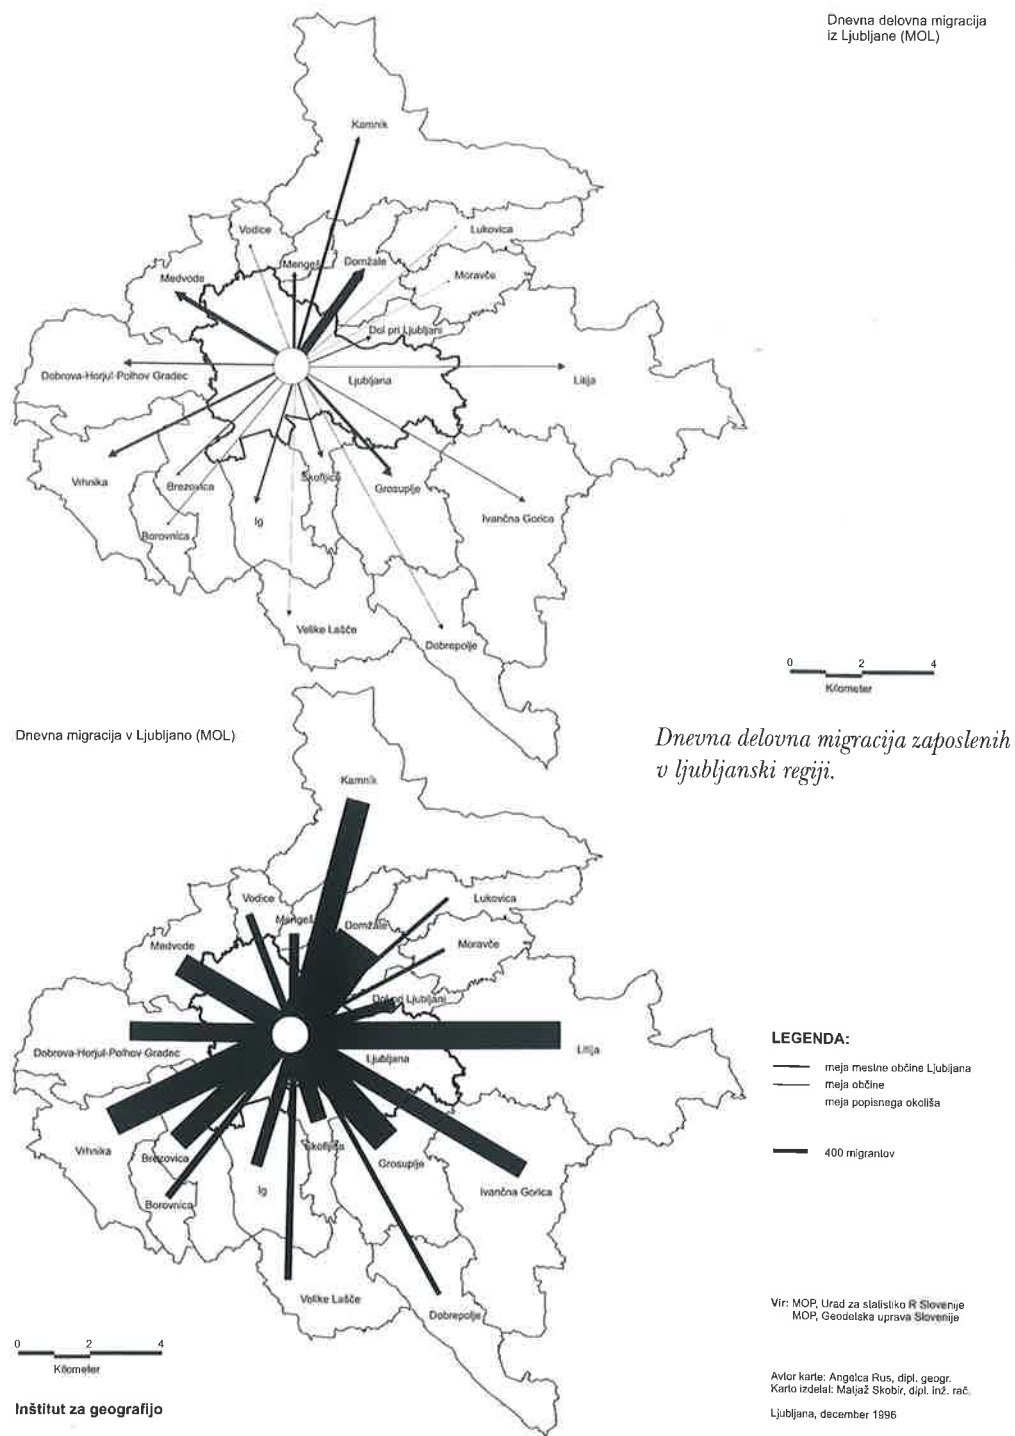 Dnevna delovna migracija
iz Ljubljane (MOL)
Kamnik
Vodice
Lukovica
Mengeš
Domžale
Medvode
Moravče
Dol pri Ljubljani
Dobrova-Horjul-Polhov Gradec
Ljubljana
Litija
Vrhnika
Brezovica
Škofljica
Grosuplje
Ig
Ivančna Gorica
Borovnica
Velike Lašče
Dobrepolje
0 2 4
Kilometer
Dnevna migracija v Ljubljano (MOL)
Dnevna delovna migracija zaposlenih
v ljubljanski regiji.
Kamnik
Vodice
Lukovica
Mengeš
Domžale
Medvode
Moravče
Dol pri Ljubljani
Dobrova-Horjul-Polhov Gradec
Ljubljana
Litija
Vrhnika
Brezovica
Škofljica
Grosuplje
Ig
Ivančna Gorica
Borovnica
Velike Lašče
Dobrepolje
LEGENDA:
meja mestne občine Ljubljana
meja občine
meja popisnega okoliša
400 migrantov
Vir: MOP, Urad za statistiko R Slovenije
MOP, Geodetska uprava Slovenije
0 2 4
Kilometer
Avtor karte: Angelca Rus, dipl. geogr.
Karto izdelal: Matjaž Skobir, dipl. inž. rač.
Ljubljana, december 1996
Inštitut za geografijo